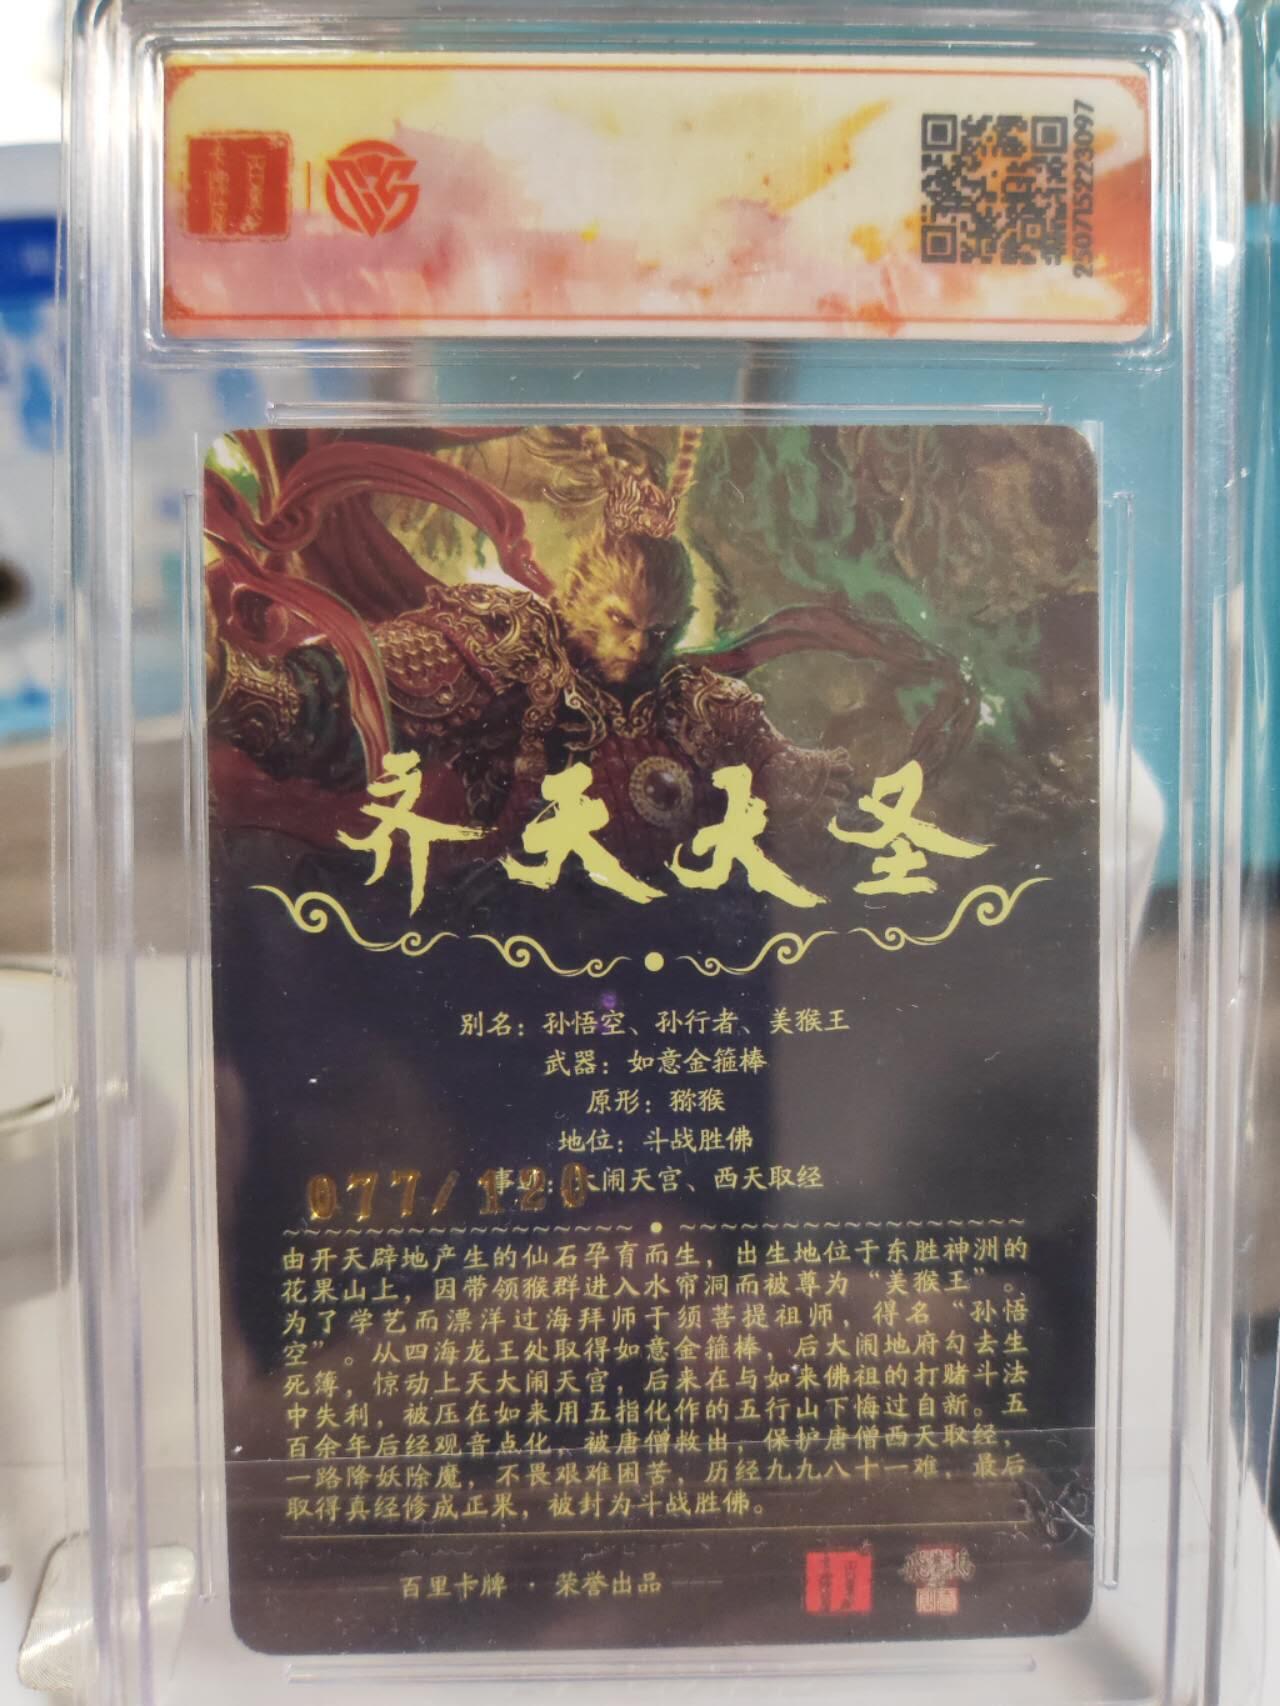 25071522​3097
齐天大圣
别名：孙悟空、孙行者、美猴王
武器：如意金箍棒
原形：猕猴
地位：斗战胜佛
事迹：大闹天宫、西天取经
077/120
由开天辟地产生的仙石孕育而生，出生地位于东胜神洲的
花果山上，因带领猴群进入水帘洞而被尊为“美猴王”。
为了学艺而漂洋过海拜师于须菩提祖师，得名“孙悟
空”。从四海龙王处取得如意金箍棒，后大闹地府勾去生
死簿，惊动上天大闹天宫，后来在与如来佛祖的打赌斗法
中失利，被压在如来用五指化作的五行山下悔过自新。五
百余年后经观音点化，被唐僧救出，保护唐僧西天取经，
一路降妖除魔，不畏艰难困苦，历经九九八十一难，最后
取得真经修成正果，被封为斗战胜佛。
百里卡牌 · 荣誉出品